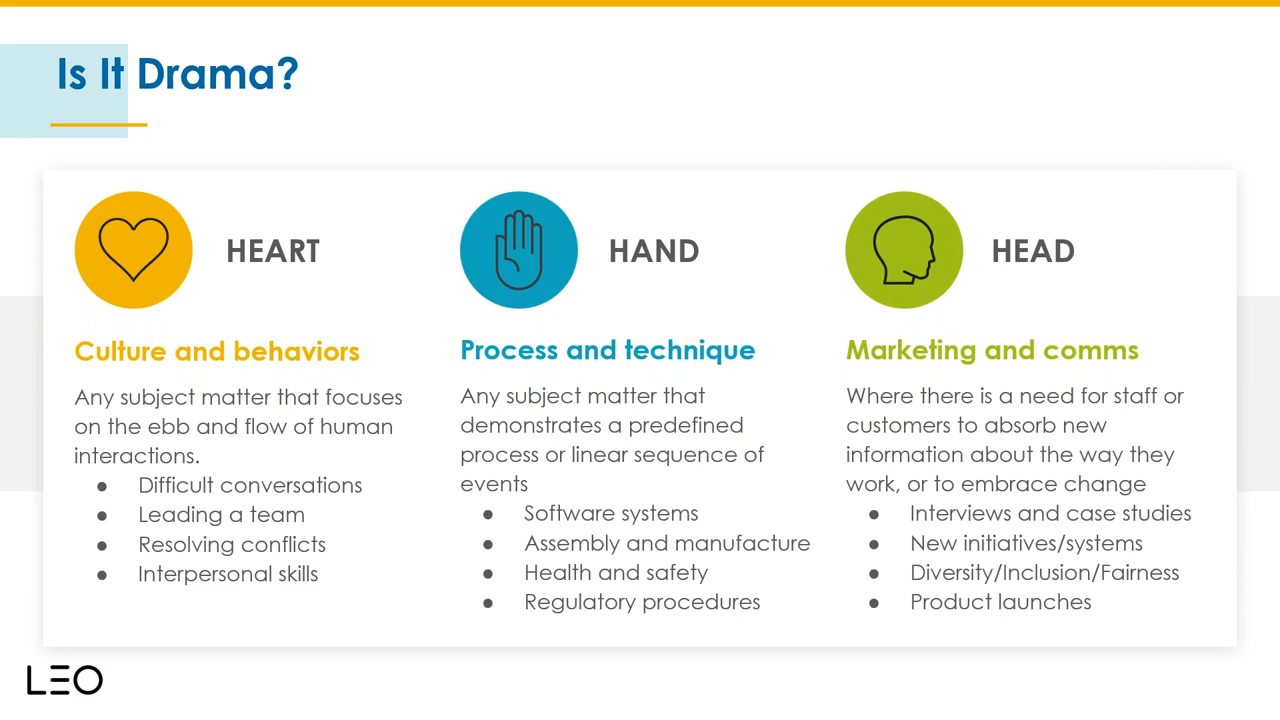 Is It Drama?
HEART
Culture and behaviors
Any subject matter that focuses
on the ebb and flow of human
interactions.
● Difficult conversations
● Leading a team
● Resolving conflicts
● Interpersonal skills
HAND
Process and technique
Any subject matter that
demonstrates a predefined
process or linear sequence of
events
● Software systems
● Assembly and manufacture
● Health and safety
● Regulatory procedures
HEAD
Marketing and comms
Where there is a need for staff or
customers to absorb new
information about the way they
work, or to embrace change
● Interviews and case studies
● New initiatives/systems
● Diversity/Inclusion/Fairness
● Product launches
LEO